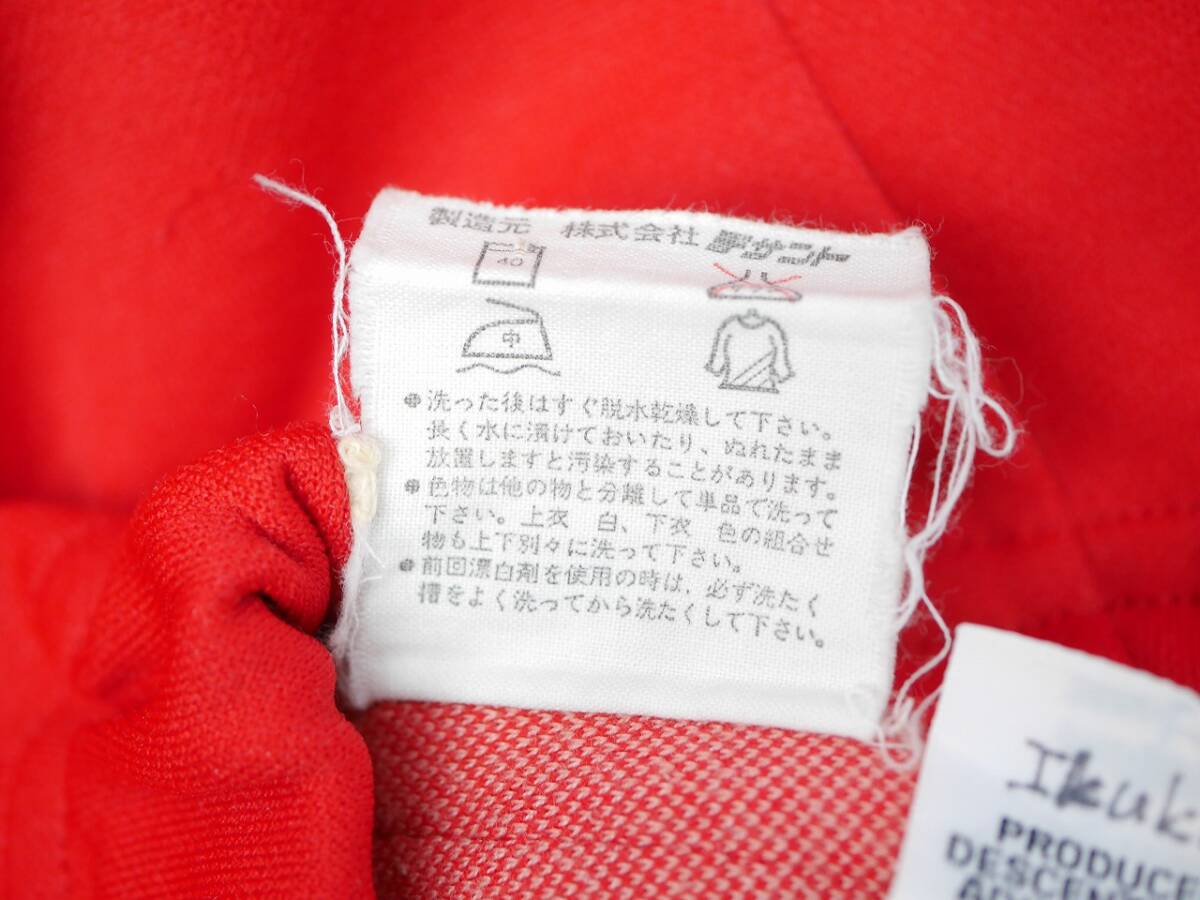 製造元 株式会社 デサント
40
中
洗った後はすぐ脱水乾燥して下さい。
長く水に漬けておいたり、ぬれたまま
放置しますと汚染することがあります。
色物は他の物と分離して単品で洗って
下さい。上衣 白、下衣 色の組合せ
物も上下別々に洗って下さい。
前回漂白剤を使用の時は、必ず洗たく
槽をよく洗ってから洗たくして下さい。
Ikuk
PRODUCE
DESCEN